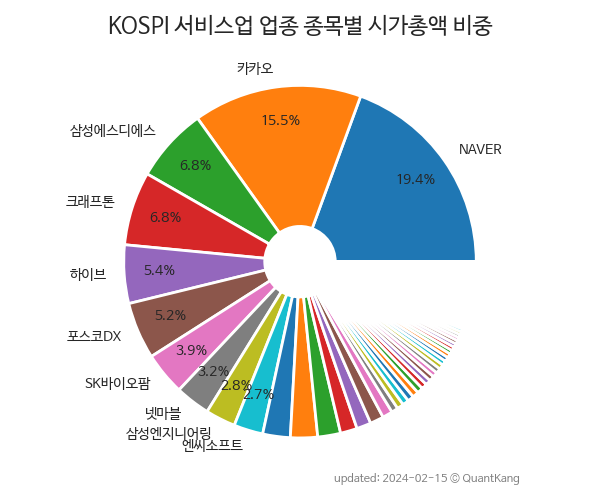 KOSPI 서비스업 업종 종목별 시가총액 비중
카카오
15.5%
NAVER
19.4%
삼성에스디에스
6.8%
크래프톤
6.8%
하이브
5.4%
포스코DX
5.2%
SK바이오팜
3.9%
넷마블
3.2%
삼성엔지니어링
2.8%
엔씨소프트
2.7%
updated: 2024-02-15 ⓒ QuantKang